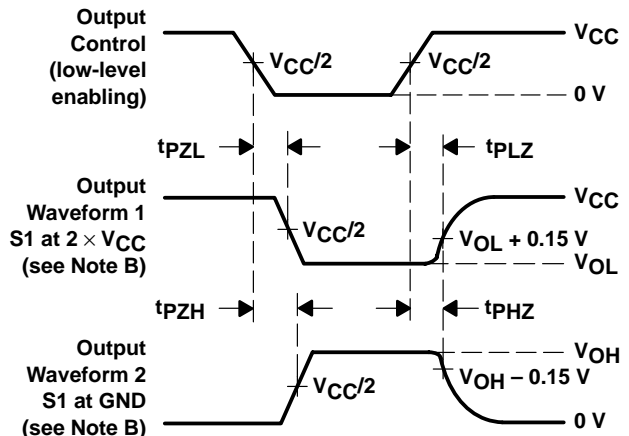 Output
Control
(low-level
enabling)
VCC/2
VCC/2
VCC
0 V
tPZL
tPLZ
Output
Waveform 1
S1 at 2 × VCC
(see Note B)
VCC/2
VCC
VOL + 0.15 V
VOL
tPZH
tPHZ
Output
Waveform 2
S1 at GND
(see Note B)
VCC/2
VOH
VOH – 0.15 V
0 V